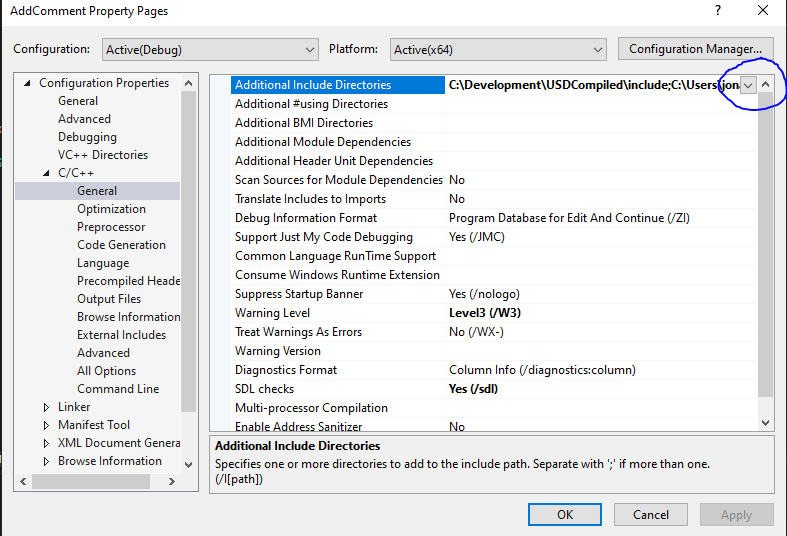 AddComment Property Pages
?
Configuration: Active(Debug) Platform: Active(x64) Configuration Manager...
Configuration Properties
General
Advanced
Debugging
VC++ Directories
C/C++
General
Optimization
Preprocessor
Code Generation
Language
Precompiled Heade
Output Files
Browse Information
External Includes
Advanced
All Options
Command Line
Linker
Manifest Tool
XML Document Genera
Browse Information
Additional Include Directories C:\Development\USDCompiled\include;C:\Users\jona
Additional #using Directories
Additional BMI Directories
Additional Module Dependencies
Additional Header Unit Dependencies
Scan Sources for Module Dependencies No
Translate Includes to Imports No
Debug Information Format Program Database for Edit And Continue (/ZI)
Support Just My Code Debugging Yes (/JMC)
Common Language RunTime Support
Consume Windows Runtime Extension
Suppress Startup Banner Yes (/nologo)
Warning Level Level3 (/W3)
Treat Warnings As Errors No (/WX-)
Warning Version
Diagnostics Format Column Info (/diagnostics:column)
SDL checks Yes (/sdl)
Multi-processor Compilation
Enable Address Sanitizer No
Additional Include Directories
Specifies one or more directories to add to the include path. Separate with ';' if more than one.
(/I[path])
OK Cancel Apply